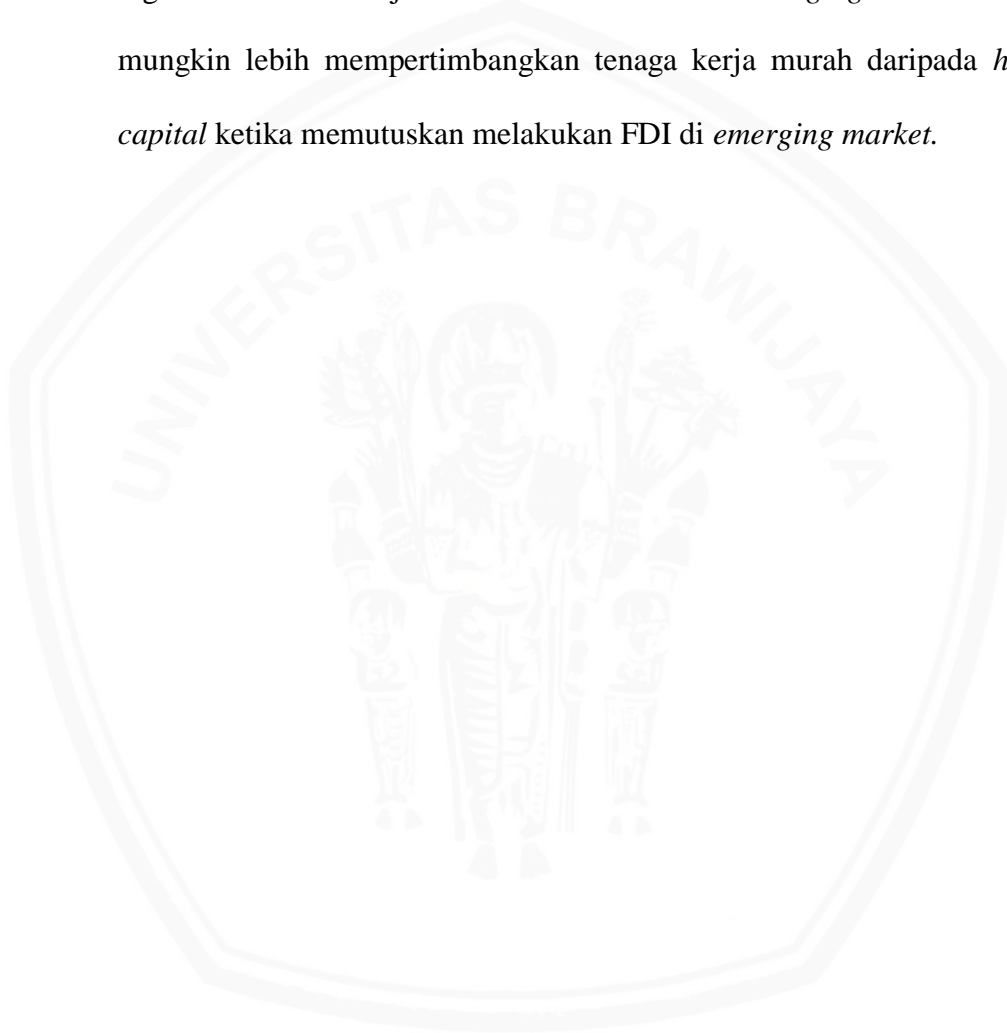 mungkin lebih mempertimbangkan tenaga kerja murah daripada
capital ketika memutuskan melakukan FDI di emerging market.
UNIVERSITAS BRAWIJAYA